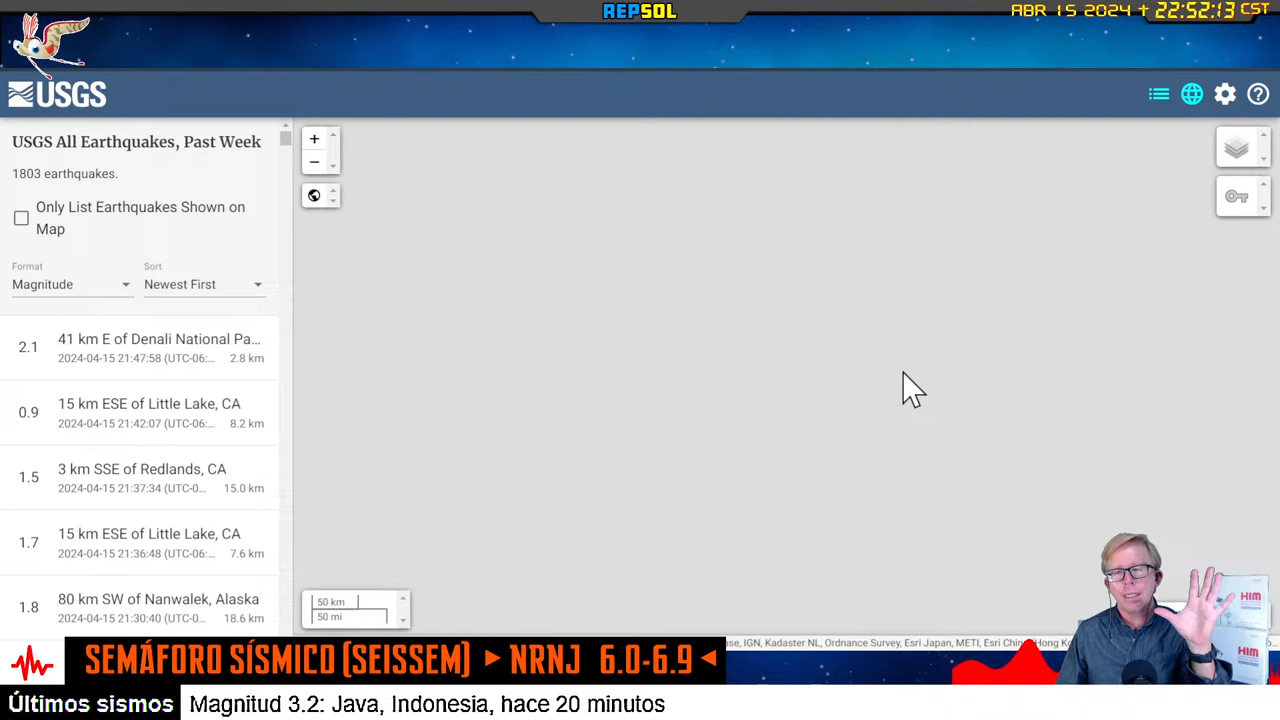 REPSOL
ABR 15 2024 † 22:52:13 CST
USGS
USGS All Earthquakes, Past Week
1803 earthquakes.
Only List Earthquakes Shown on
Map
Format
Sort
Magnitude
Newest First
2.1
41 km E of Denali National Pa...
2024-04-15 21:47:58 (UTC-06:... 2.8 km
0.9
15 km ESE of Little Lake, CA
2024-04-15 21:42:07 (UTC-06:... 8.2 km
1.5
3 km SSE of Redlands, CA
2024-04-15 21:37:34 (UTC-0... 15.0 km
1.7
15 km ESE of Little Lake, CA
2024-04-15 21:36:48 (UTC-06:... 7.6 km
1.8
80 km SW of Nanwalek, Alaska
2024-04-15 21:30:40 (UTC-0... 18.6 km
+
−
50 km
50 mi
IGN, Kadaster NL, Ordnance Survey, Esri Japan, METI, Esri
HIM
HIM
SEMÁFORO SÍSMICO (SEISSEM) ▶ NRNJ 6.0-6.9 ◀
Últimos sismos
Magnitud 3.2: Java, Indonesia, hace 20 minutos